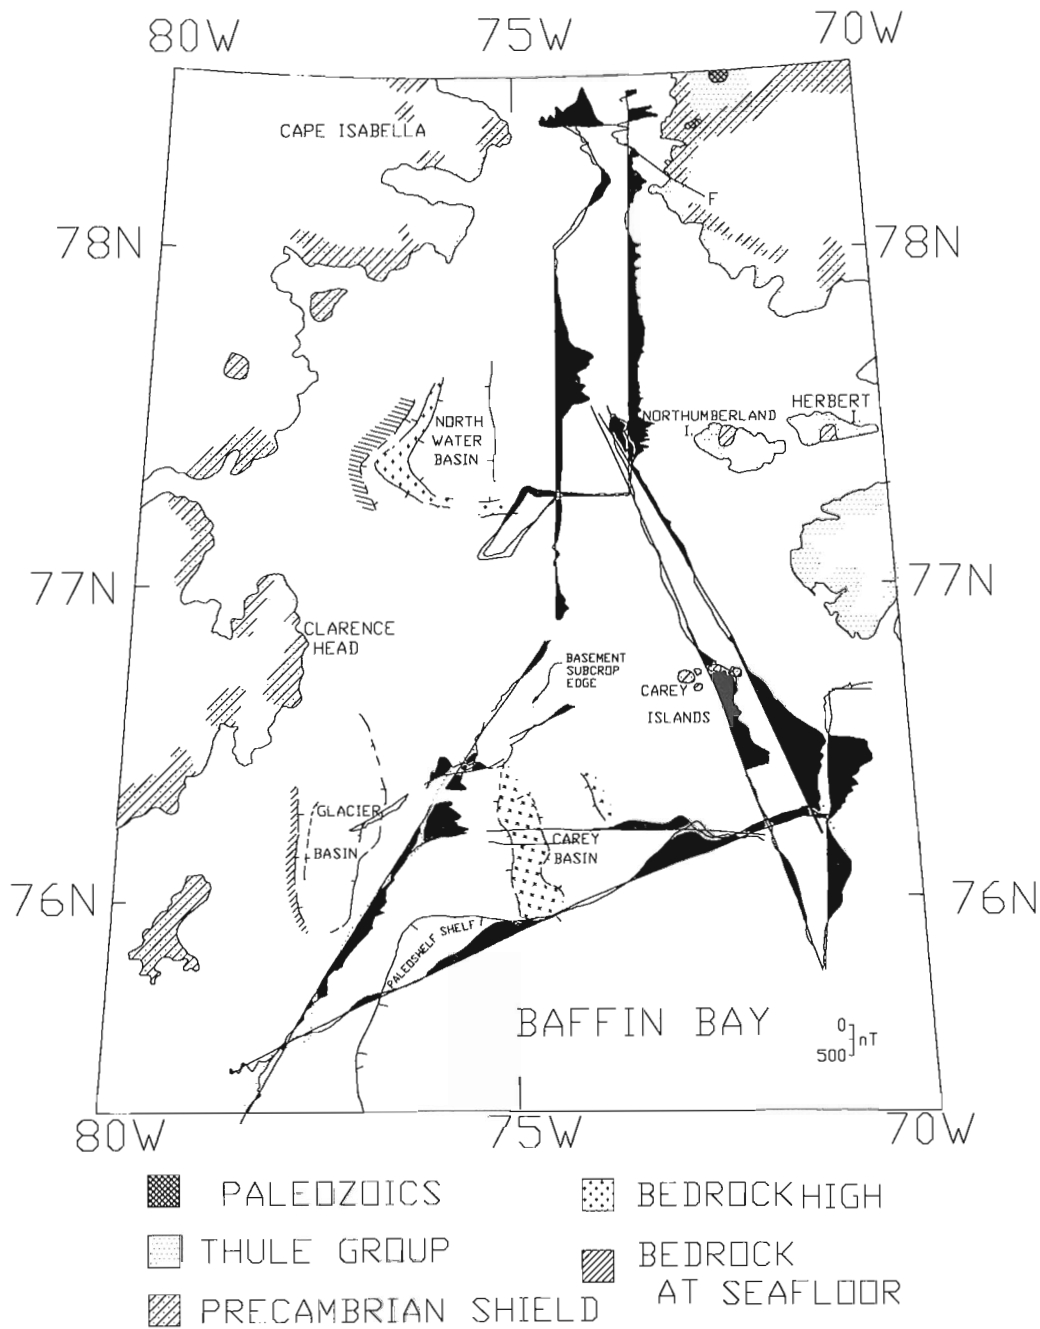 80W 75W 70W
CAPE ISABELLA
F
78N 78N
NORTH
WATER
BASIN
NORTHUMBERLAND
I.
HERBERT
I.
77N 77N
CLARENCE
HEAD
BASEMENT
SUBCROP
EDGE
CAREY
ISLANDS
GLACIER
BASIN
CAREY
BASIN
76N 76N
PALEOSHELF SHELF
BAFFIN BAY
0
500 nT
80W 75W 70W
PALEOZOICS
THULE GROUP
PRECAMBRIAN SHIELD
BEDROCK HIGH
BEDROCK
AT SEAFLOOR